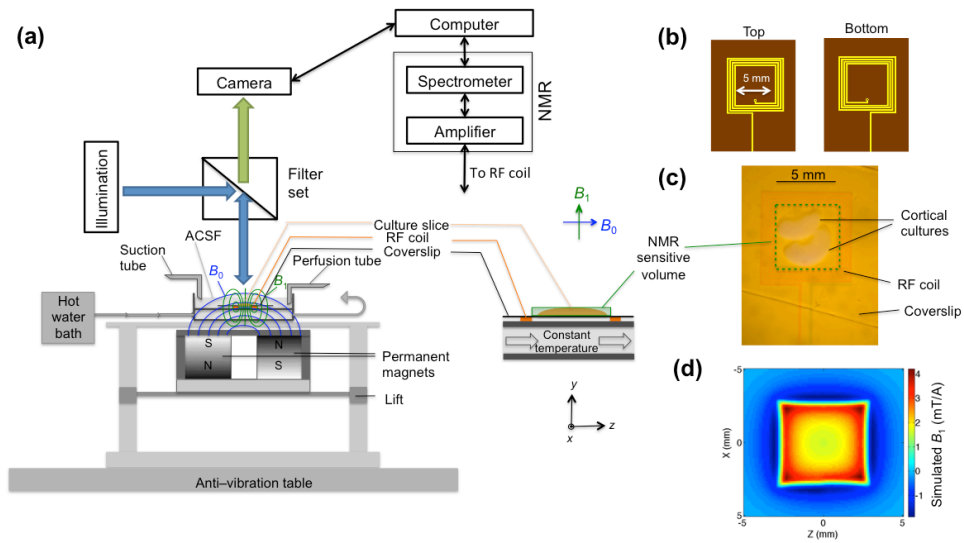 (a)
Computer
Camera
Spectrometer
Amplifier
NMR
To RF coil
Illumination
Filter
set
ACSF
Suction
tube
B0
B1
Culture slice
RF coil
Coverslip
Perfusion tube
Hot
water
bath
S
N
N
S
Permanent
magnets
Lift
Anti–vibration table
B1
B0
NMR
sensitive
volume
Constant
temperature
y
x
z
(b)
Top
Bottom
5 mm
(c)
5 mm
Cortical
cultures
RF coil
Coverslip
(d)
-5
0
5
X (mm)
-5
0
5
Z (mm)
4
3
2
1
0
-1
Simulated B1 (mT/A)